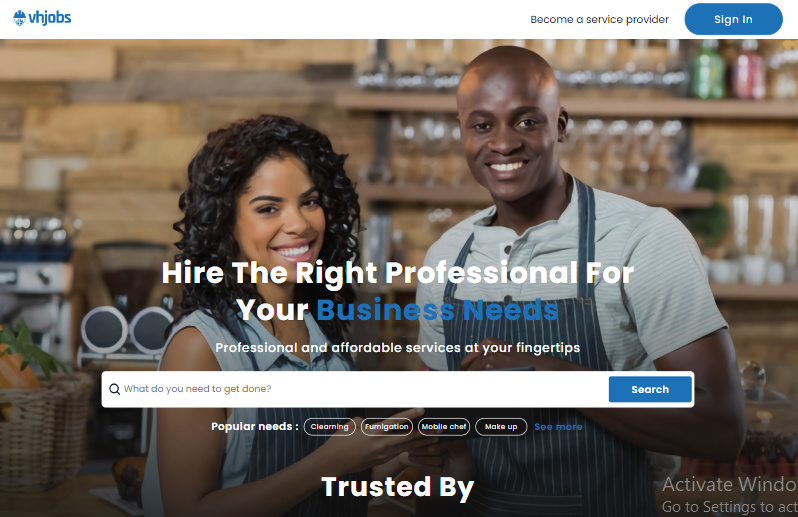 vhjobs
Become a service provider
Sign In
Hire The Right Professional For
Your Business Needs
Professional and affordable services at your fingertips
What do you need to get done?
Search
Popular needs :
Clearning
Fumigation
Mobile chef
Make up
See more
Trusted By
Activate Windo
Go to Settings to act